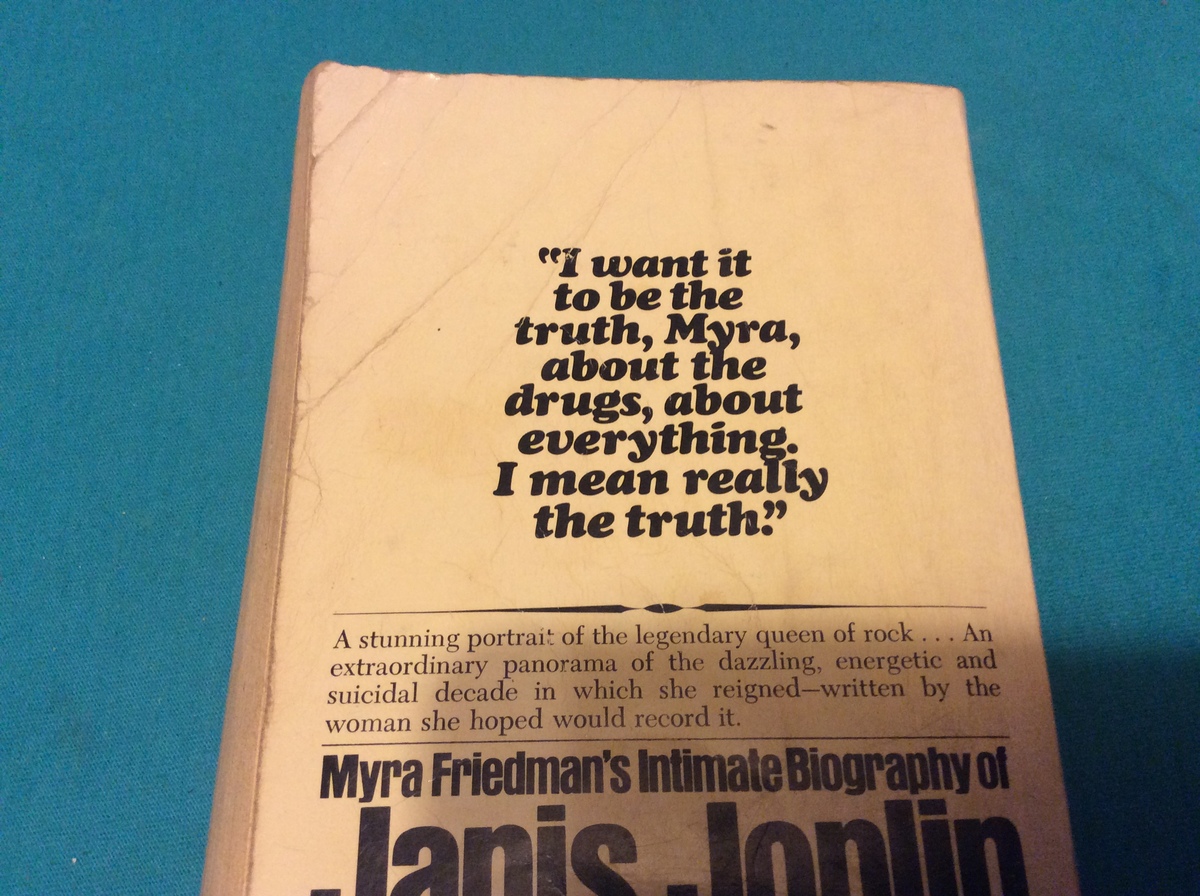 “I want it
to be the
truth, Myra,
about the
drugs, about
everything.
I mean really
the truth.”
A stunning portrait of the legendary queen of rock . . . An
extraordinary panorama of the dazzling, energetic and
suicidal decade in which she reigned—written by the
woman she hoped would record it.
Myra Friedman's Intimate Biography of
Janis Joplin